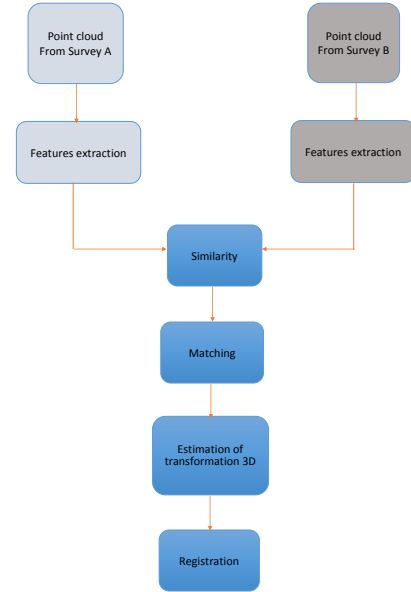 Point cloud
From Survey A
Point cloud
From Survey B
Features extraction
Features extraction
Similarity
Matching
Estimation of
transformation 3D
Registration